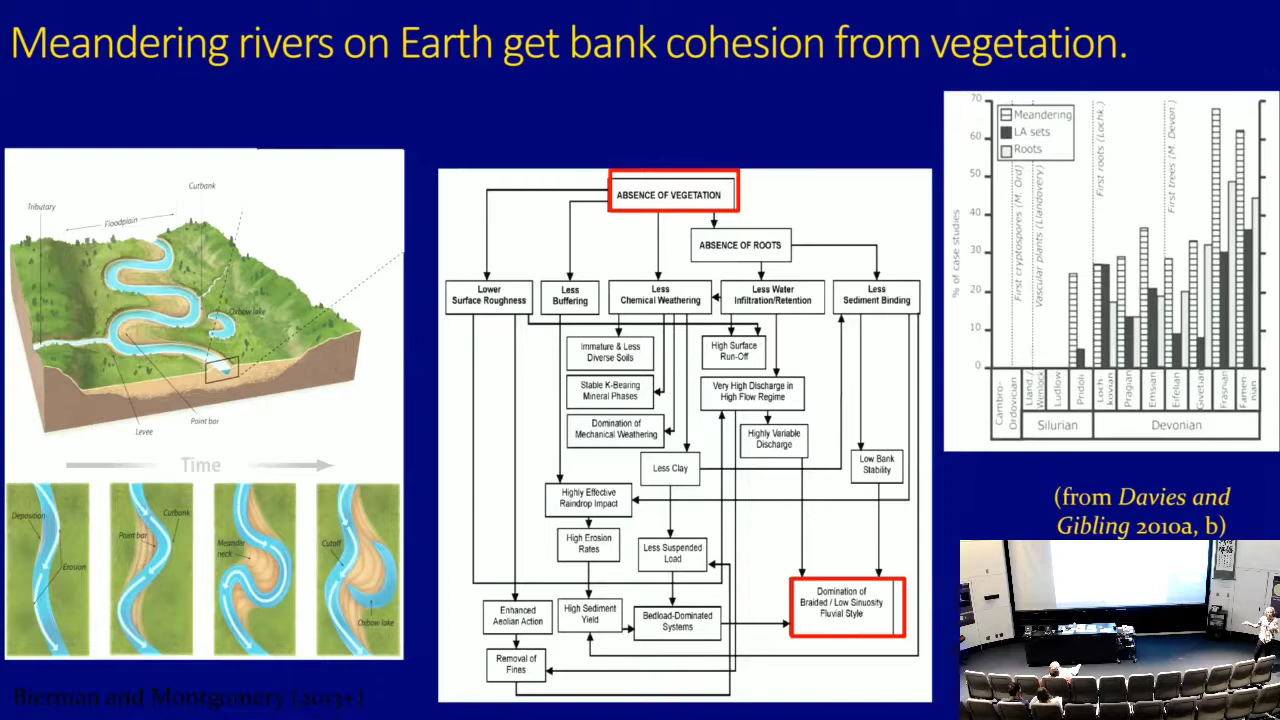 Meandering rivers on Earth get bank cohesion from vegetation.
Cutbank
Tributary
Floodplain
Oxbow lake
Point bar
Levee
Time
Deposition
Erosion
Cutbank
Point bar
Meander
neck
Cutoff
Oxbow lake
Bierman and Montgomery (2013+)
ABSENCE OF VEGETATION
ABSENCE OF ROOTS
Lower
Surface Roughness
Less
Buffering
Less
Chemical Weathering
Less Water
Infiltration/Retention
Less
Sediment Binding
Immature & Less
Diverse Soils
High Surface
Run-Off
Stable K-Bearing
Mineral Phases
Very High Discharge in
High Flow Regime
Domination of
Mechanical Weathering
Highly Variable
Discharge
Less Clay
Low Bank
Stability
Highly Effective
Raindrop Impact
High Erosion
Rates
Less Suspended
Load
Domination of
Braided / Low Sinuosity
Fluvial Style
Enhanced
Aeolian Action
High Sediment
Yield
Bedload-Dominated
Systems
Removal of
Fines
% of case studies
70
60
50
40
30
20
10
0
Meandering
LA sets
Roots
First cryptospores (M. Ord)
Vascular plants (Llandovery)
First roots (Lochk.)
First trees (M. Devon.)
Cambro-
Ordovician
Lland /
Wenlock
Ludlow
Pridoli
Loch-
kovian
Pragian
Emsian
Eifelian
Givetian
Frasnian
Famen-
nian
Silurian
Devonian
(from Davies and
Gibling 2010a, b)